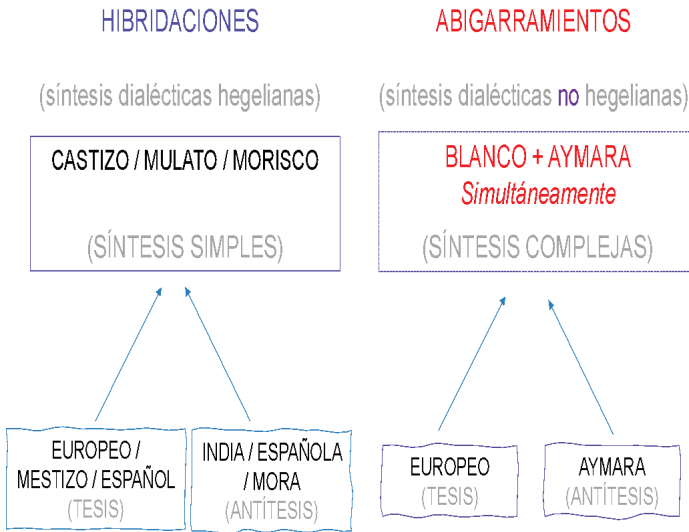 HIBRIDACIONES
(síntesis dialécticas hegelianas)
CASTIZO / MULATO / MORISCO
(SÍNTESIS SIMPLES)
EUROPEO /
MESTIZO / ESPAÑOL
(TESIS)
INDIA / ESPAÑOLA
/ MORA
(ANTÍTESIS)
ABIGARRAMIENTOS
(síntesis dialécticas no hegelianas)
BLANCO + AYMARA
Simultáneamente
(SÍNTESIS COMPLEJAS)
EUROPEO
(TESIS)
AYMARA
(ANTÍTESIS)